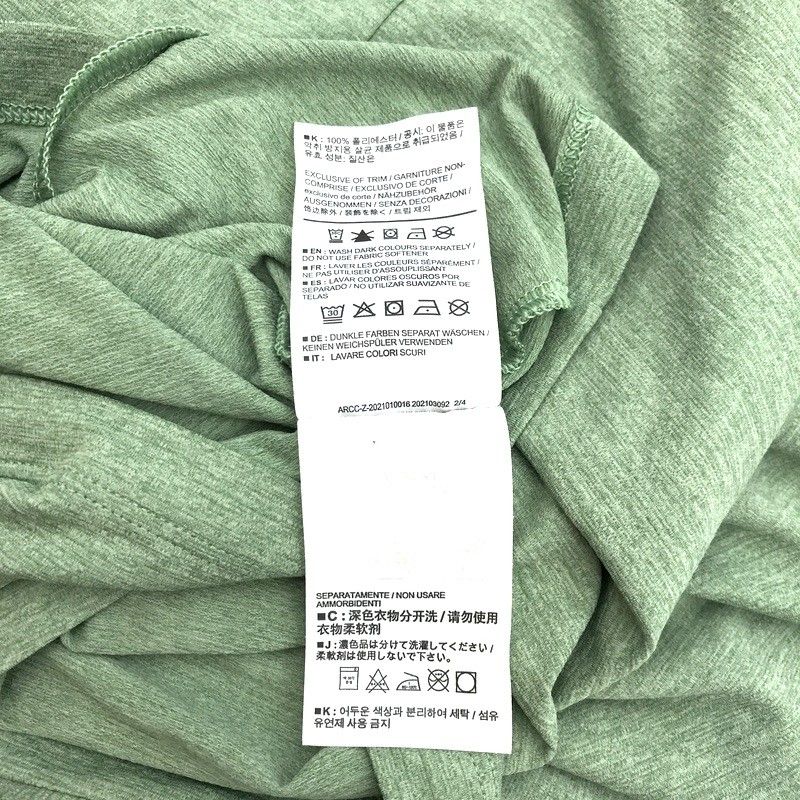 ■K : 100% 폴리에스터 / 공시: 이 물품은
악취 방지용 살균 제품으로 취급되었음 /
유효 성분: 질산은
EXCLUSIVE OF TRIM / GARNITURE NON-
COMPRISE / EXCLUSIVO DE CORTE /
exclusivo de corte / NÄHZUBEHÖR
AUSGENOMMEN / SENZA DECORAZIONI /
饰边除外 / 装飾を除く / 트림 제외
■ EN : WASH DARK COLOURS SEPARATELY /
DO NOT USE FABRIC SOFTENER
■ FR : LAVER LES COULEURS SÉPARÉMENT /
NE PAS UTILISER D'ASSOUPLISSANT
■ ES : LAVAR COLORES OSCUROS POR
SEPARADO / NO UTILIZAR SUAVIZANTE DE
TELAS
30
■ DE : DUNKLE FARBEN SEPARAT WÄSCHEN /
KEINEN WEICHSPÜLER VERWENDEN
■ IT : LAVARE COLORI SCURI
ARCC-Z-2021010016 202103092 2/4
SEPARATAMENTE / NON USARE
AMMORBIDENTI
■C : 深色衣物分开洗 / 请勿使用
衣物柔软剂
■J : 濃色品は分けて洗濯してください /
柔軟剤は使用しないで下さい。
■K : 어두운 색상과 분리하여 세탁 / 섬유
유연제 사용 금지